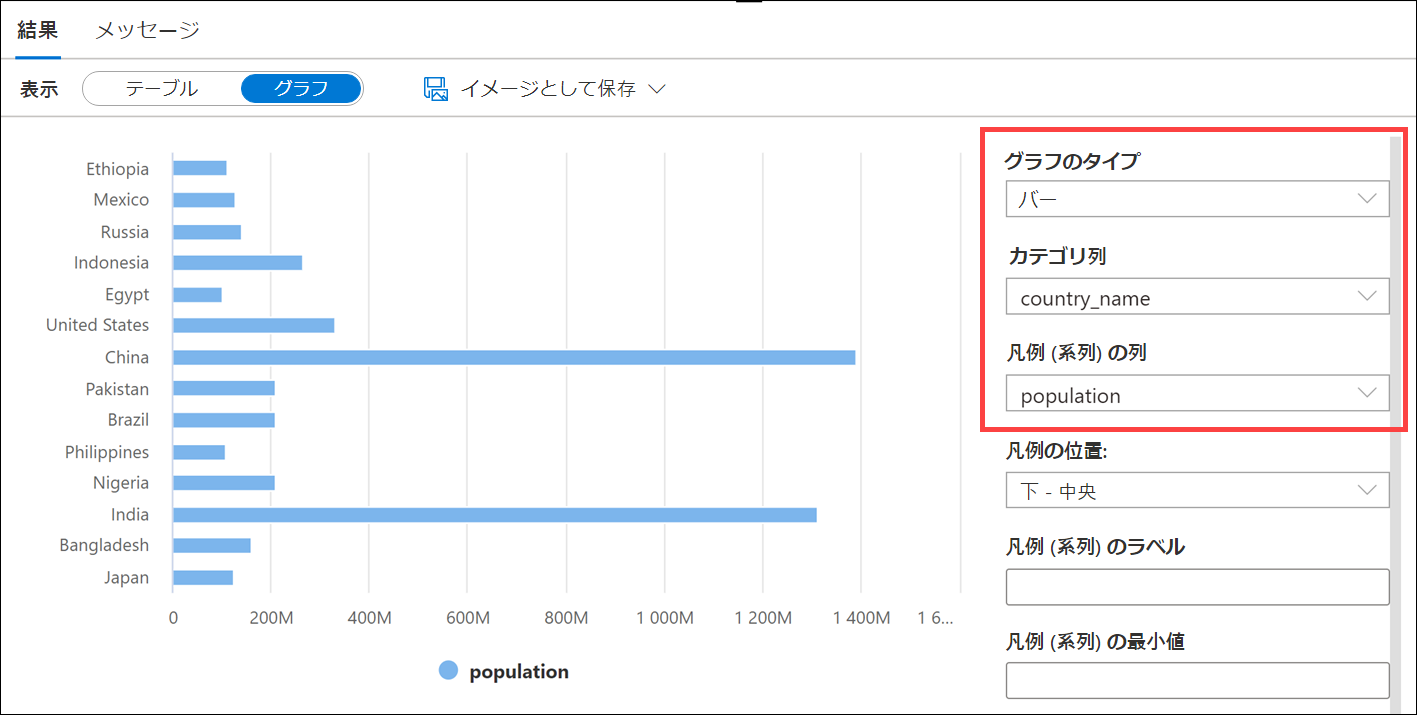 結果 メッセージ
表示 テーブル グラフ イメージとして保存
Ethiopia
Mexico
Russia
Indonesia
Egypt
United States
China
Pakistan
Brazil
Philippines
Nigeria
India
Bangladesh
Japan
0 200M 400M 600M 800M 1 000M 1 200M 1 400M 1 6...
population
グラフのタイプ
バー
カテゴリ列
country_name
凡例 (系列) の列
population
凡例の位置:
下 - 中央
凡例 (系列) のラベル
凡例 (系列) の最小値